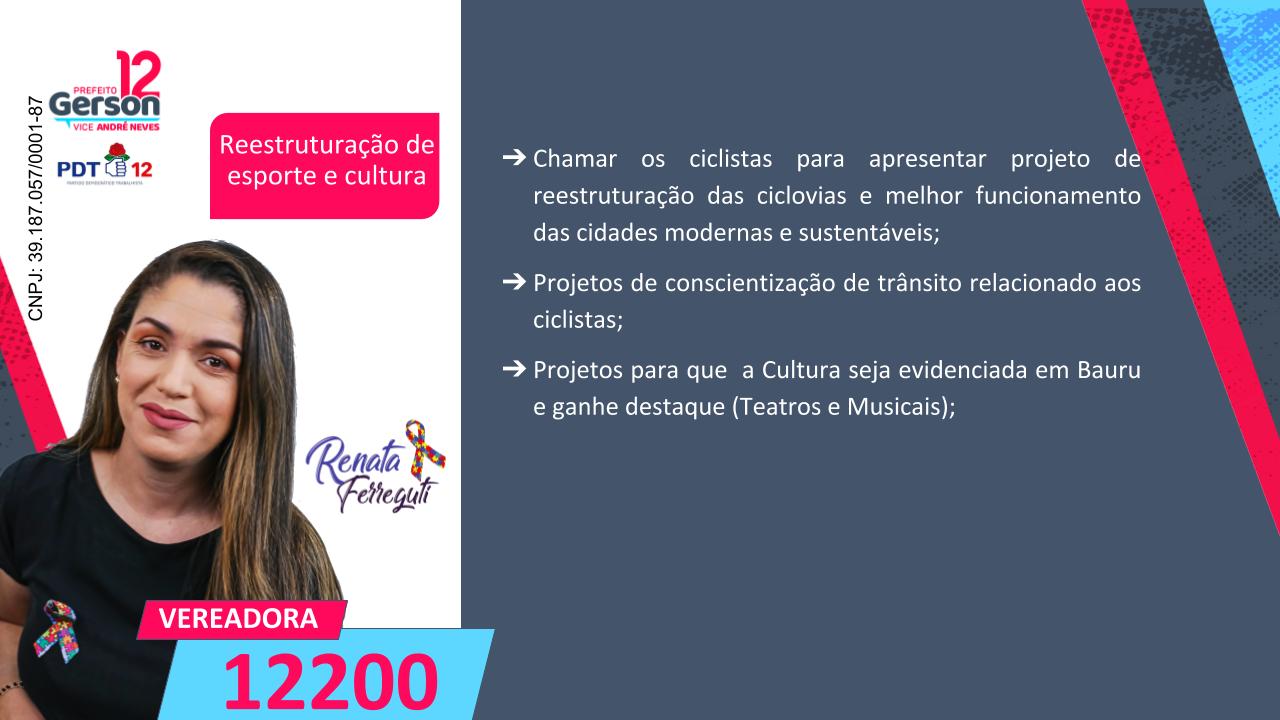 12
PREFEITO
Gerson
VICE ANDRÉ NEVES
PDT 12
PARTIDO DEMOCRÁTICO TRABALHISTA
CNPJ: 39.187.057/0001-87
Reestruturação de
esporte e cultura
➔ Chamar os ciclistas para apresentar projeto de
reestruturação das ciclovias e melhor funcionamento
das cidades modernas e sustentáveis;
➔ Projetos de conscientização de trânsito relacionado aos
ciclistas;
➔ Projetos para que a Cultura seja evidenciada em Bauru
e ganhe destaque (Teatros e Musicais);
Renata
Ferreguti
VEREADORA
12200